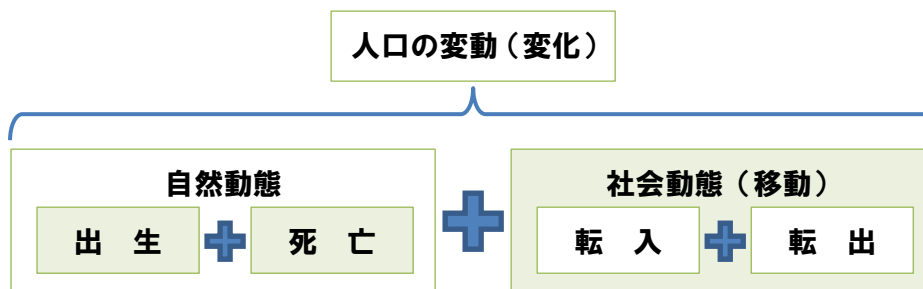 人口の変動（変化）
自然動態
社会動態（移動）
出 生
死 亡
転 入
転 出